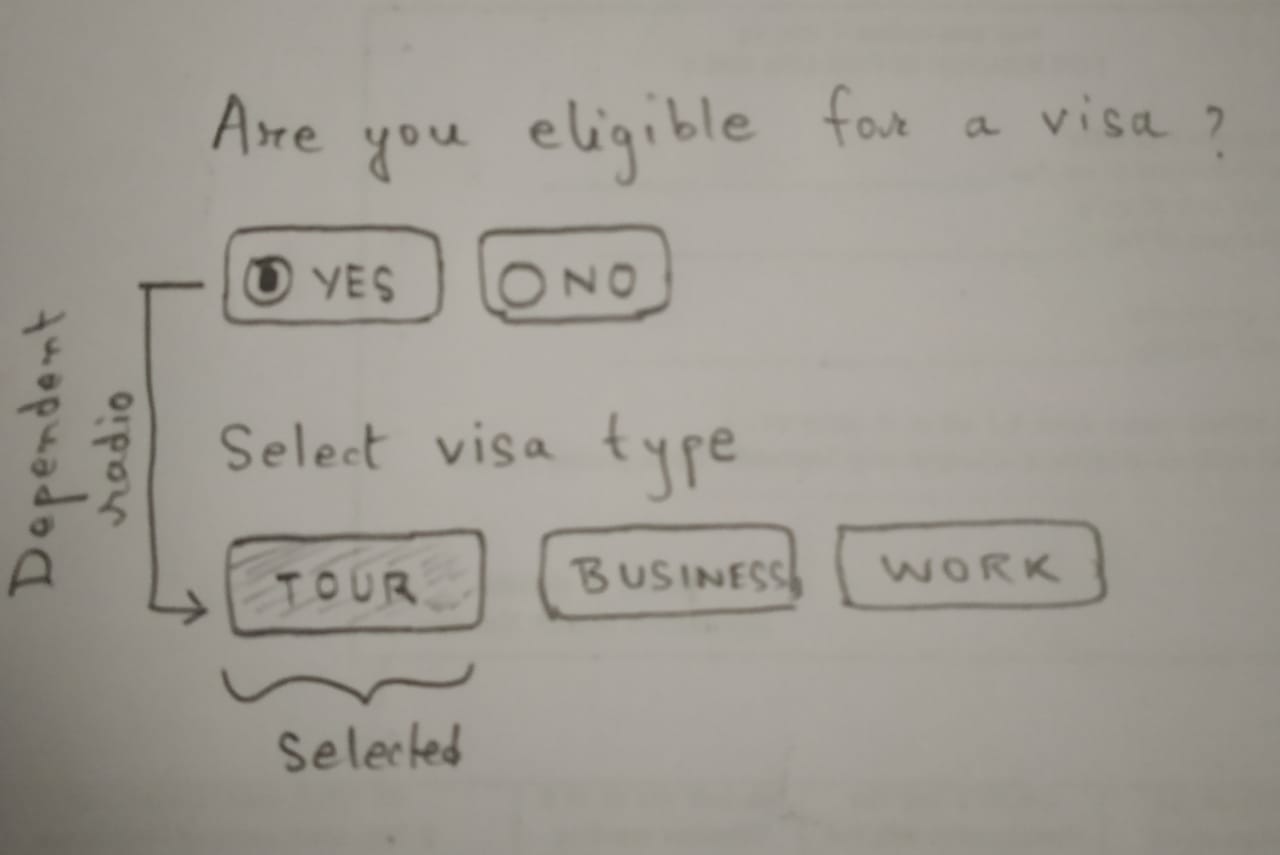 Are you eligible for a visa?
YES NO
Dependent
radio
Select visa type
TOUR BUSINESS WORK
Selected